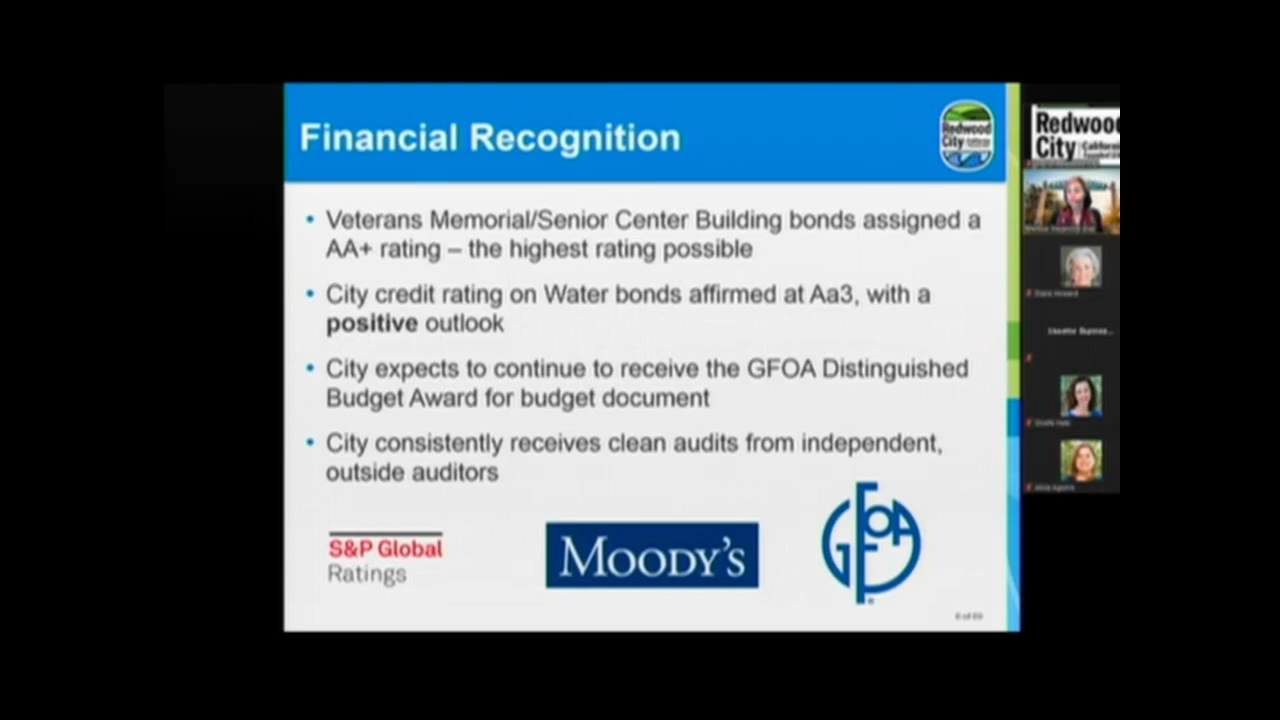 Financial Recognition
Redwood
City
• Veterans Memorial/Senior Center Building bonds assigned a
AA+ rating – the highest rating possible
• City credit rating on Water bonds affirmed at Aa3, with a
positive outlook
• City expects to continue to receive the GFOA Distinguished
Budget Award for budget document
• City consistently receives clean audits from independent,
outside auditors
S&P Global
Ratings
MOODY'S
GFOA
Redwood
City